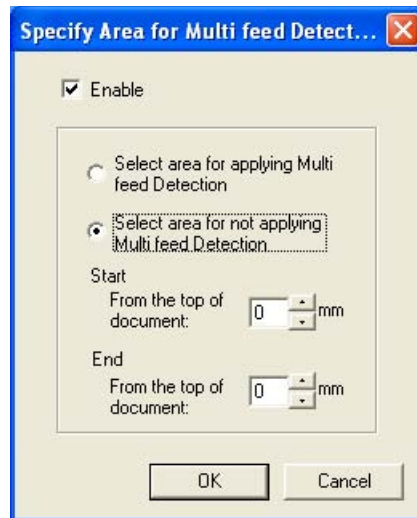 Specify Area for Multi feed Detect...
Enable
Select area for applying Multi
feed Detection
Select area for not applying
Multi feed Detection
Start
From the top of
document:
0 mm
End
From the top of
document:
0 mm
OK Cancel